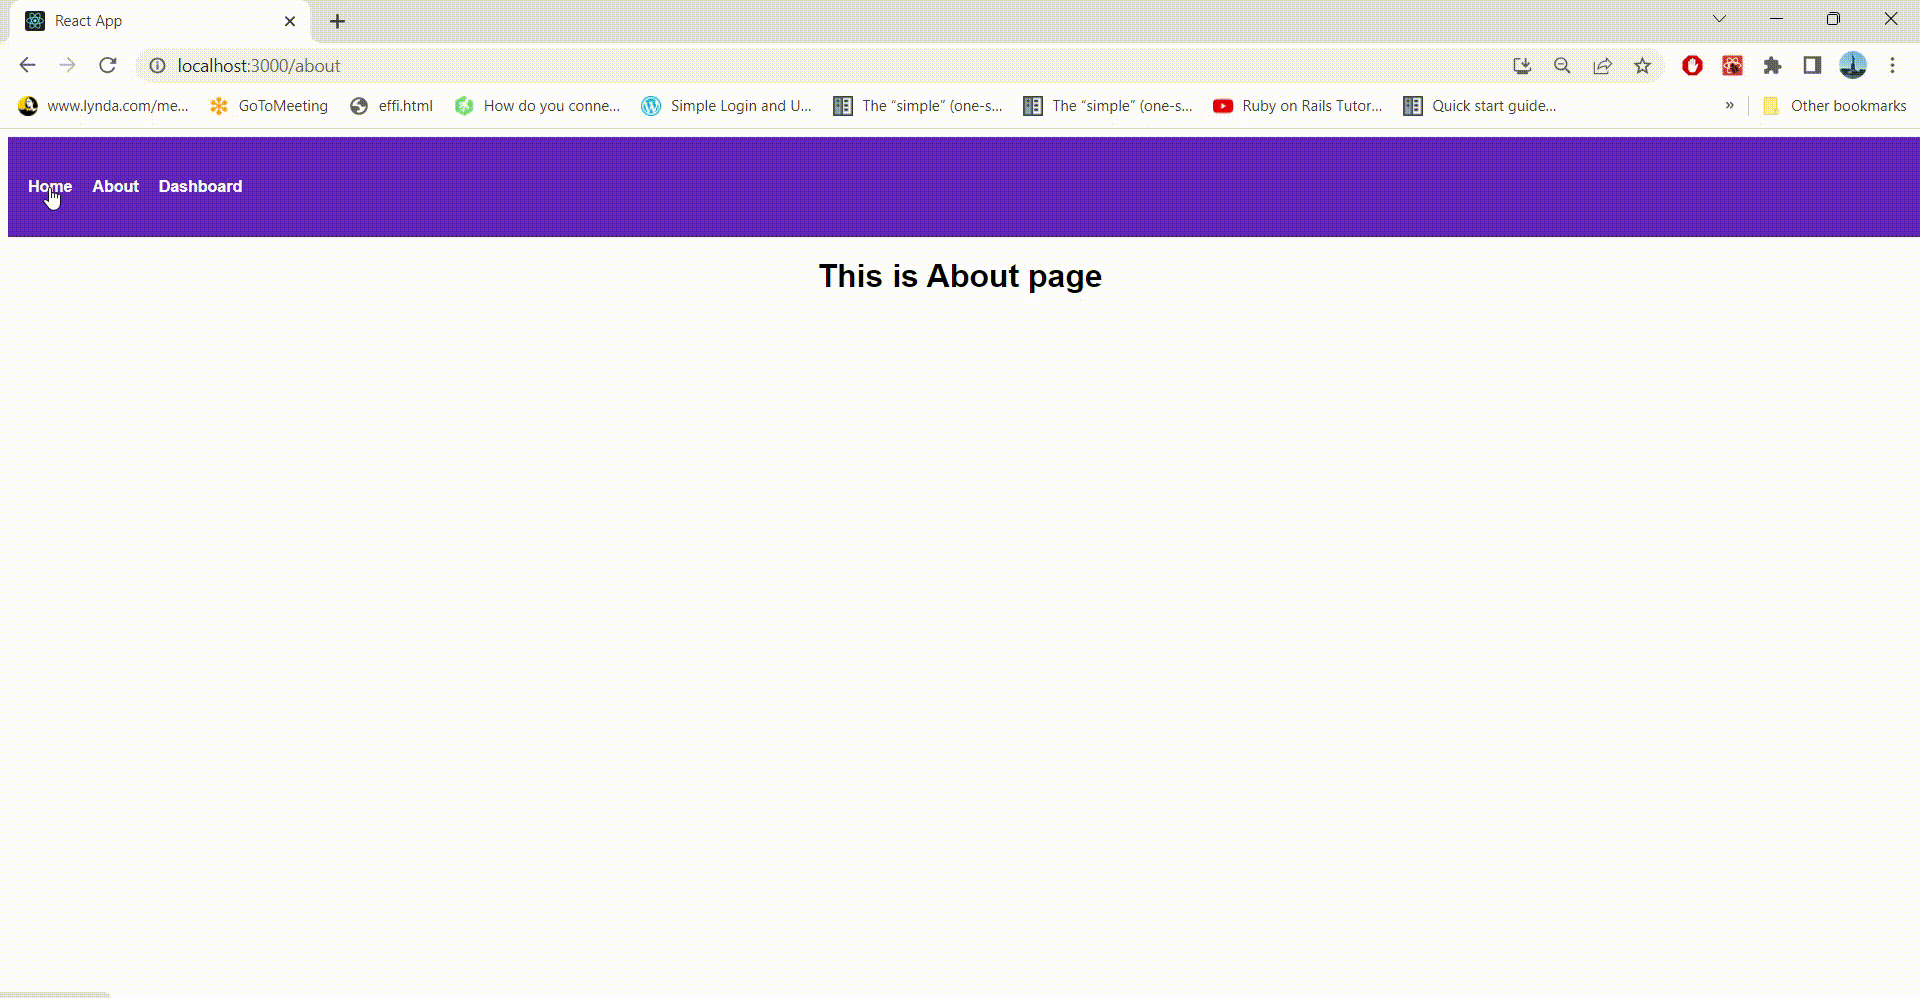 React App
localhost:3000/about
www.lynda.com/me... GoToMeeting effi.html How do you conne... Simple Login and U... The “simple” (one-s... The “simple” (one-s... Ruby on Rails Tutor... Quick start guide... » Other bookmarks
Home About Dashboard
This is About page